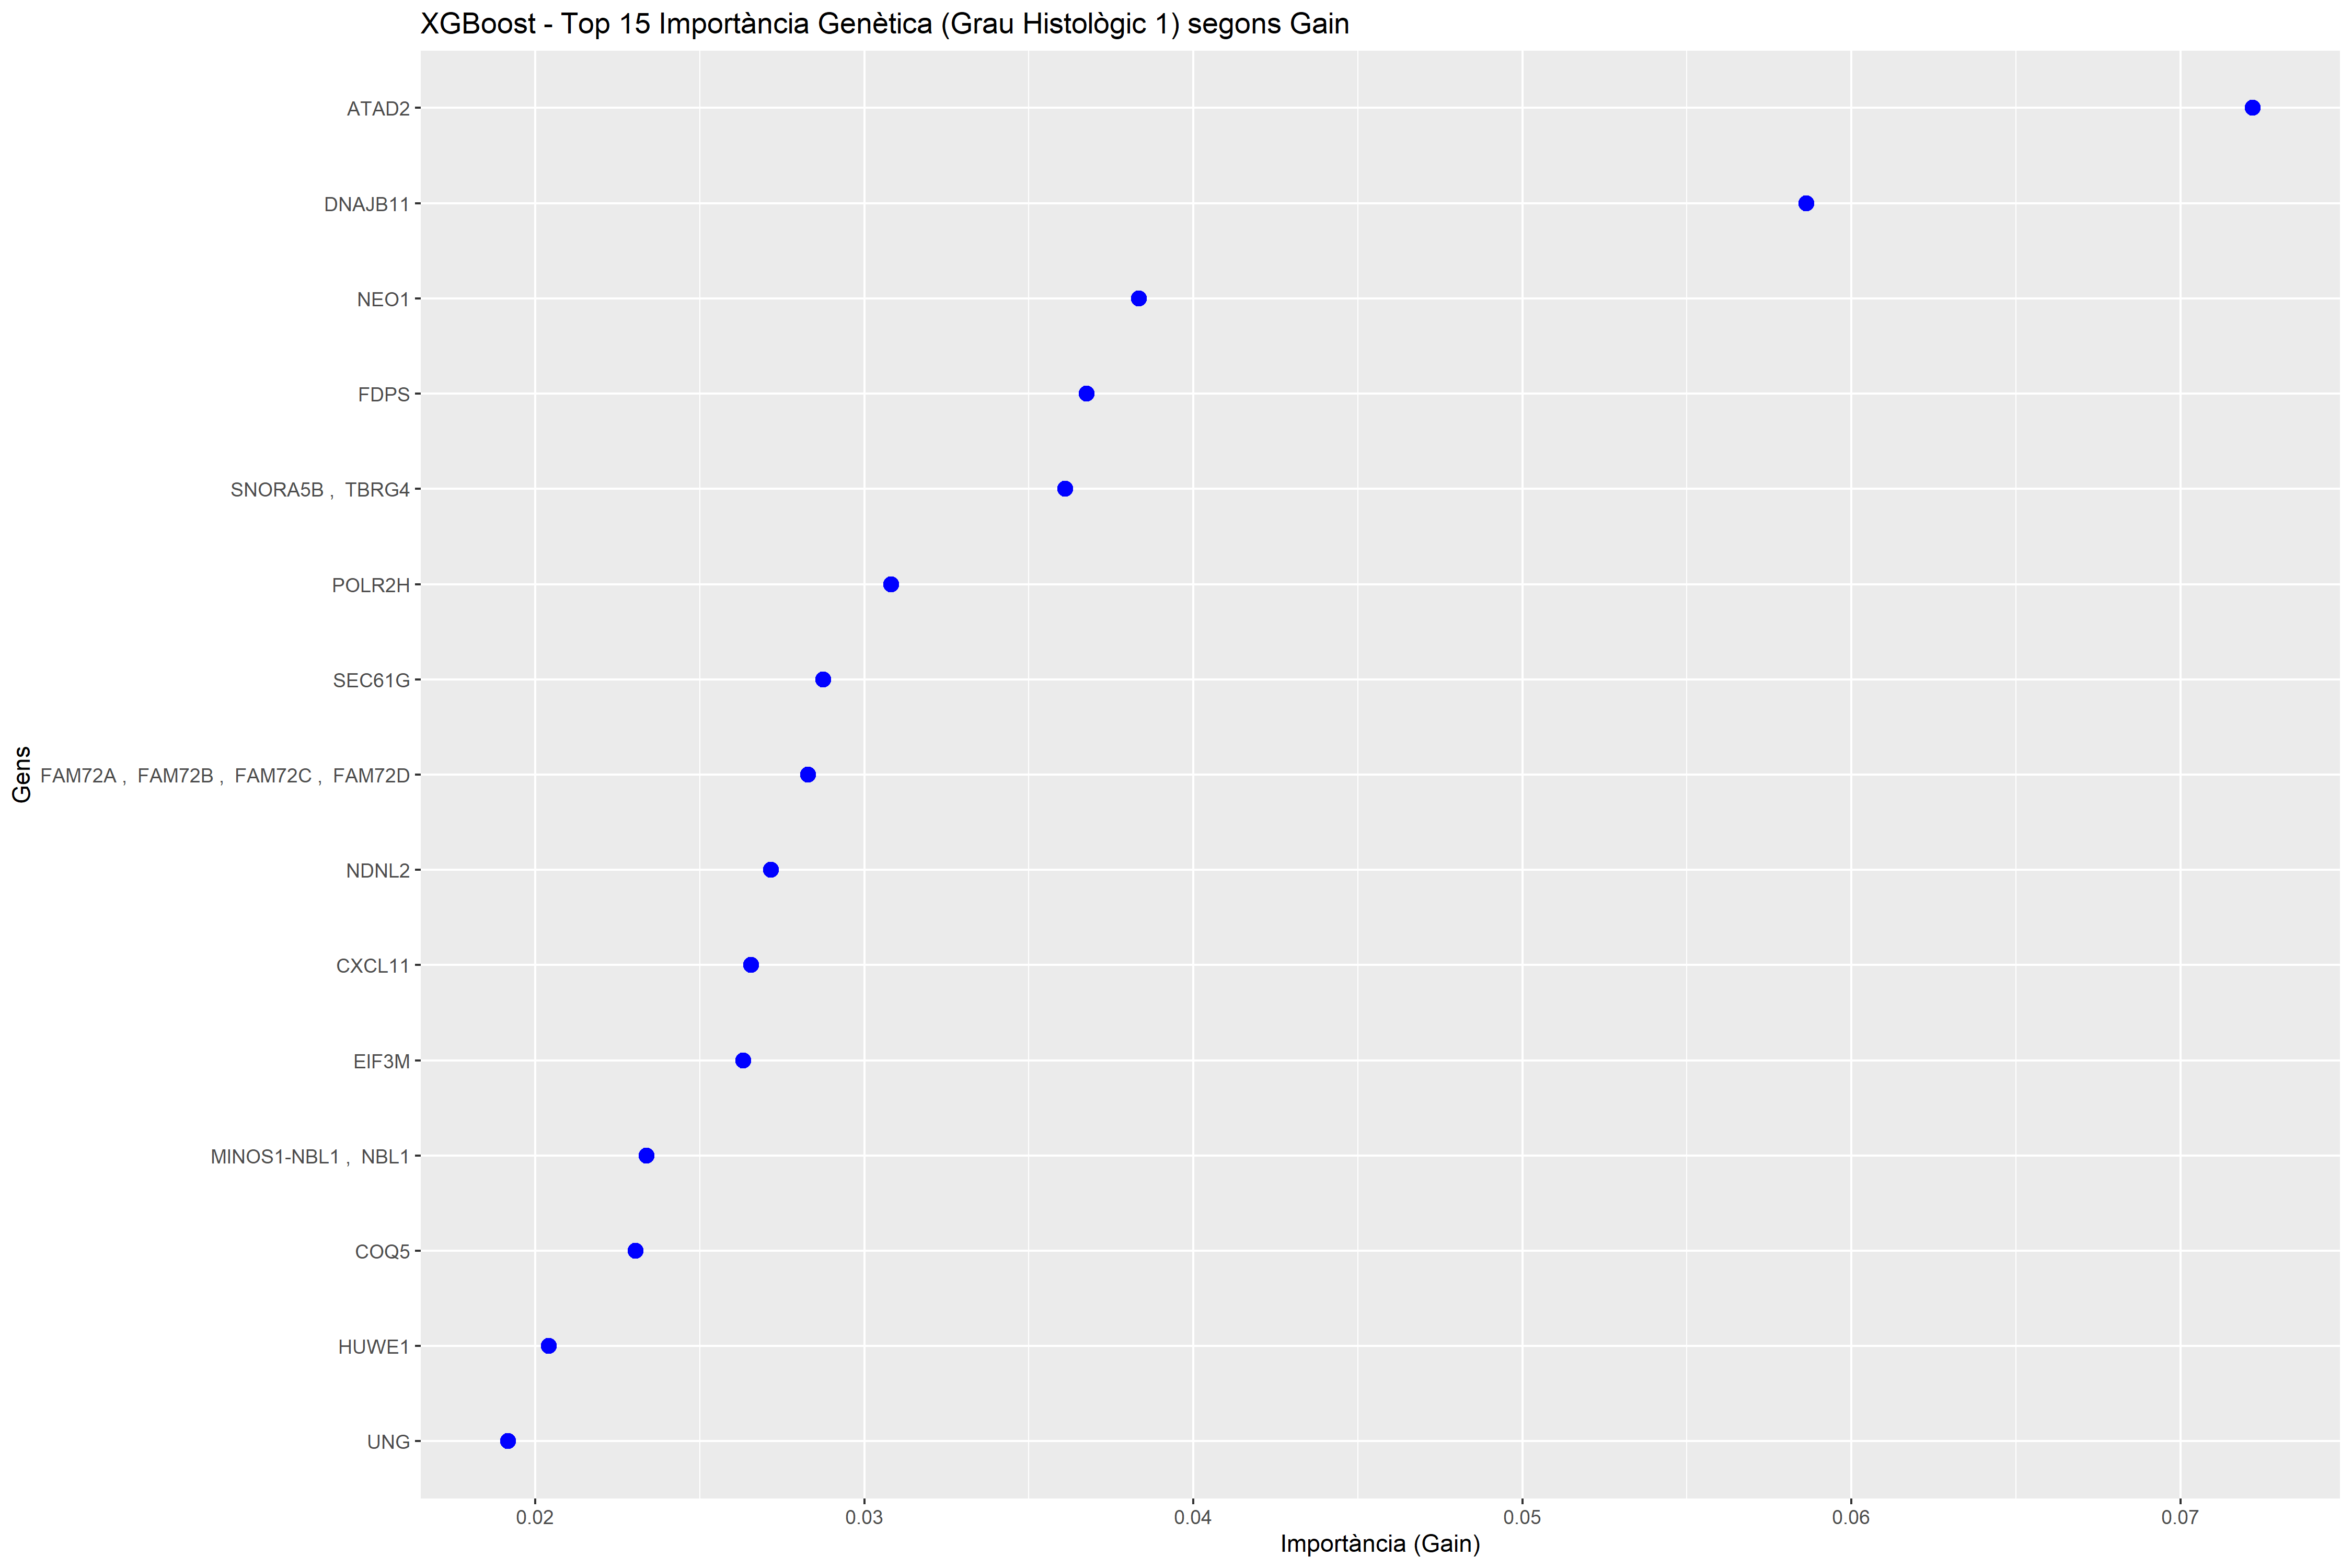 XGBoost - Top 15 Importància Genètica (Grau Histològic 1) segons Gain
Gens
ATAD2
DNAJB11
NEO1
FDPS
SNORA5B , TBRG4
POLR2H
SEC61G
FAM72A , FAM72B , FAM72C , FAM72D
NDNL2
CXCL11
EIF3M
MINOS1-NBL1 , NBL1
COQ5
HUWE1
UNG
0.02 0.03 0.04 0.05 0.06 0.07
Importància (Gain)